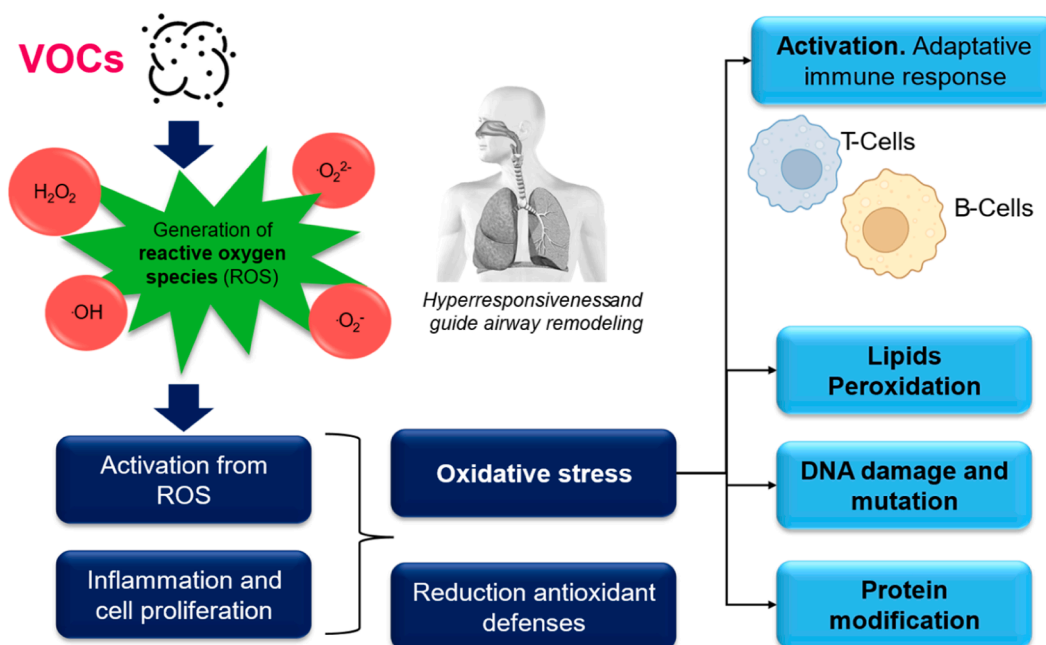 VOCs
H₂O₂
·O₂²⁻
Generation of
reactive oxygen
species (ROS)
·OH
·O₂⁻
Hyperresponsivenessand
guide airway remodeling
Activation. Adaptative
immune response
T-Cells
B-Cells
Lipids
Peroxidation
DNA damage and
mutation
Protein
modification
Activation from
ROS
Oxidative stress
Inflammation and
cell proliferation
Reduction antioxidant
defenses